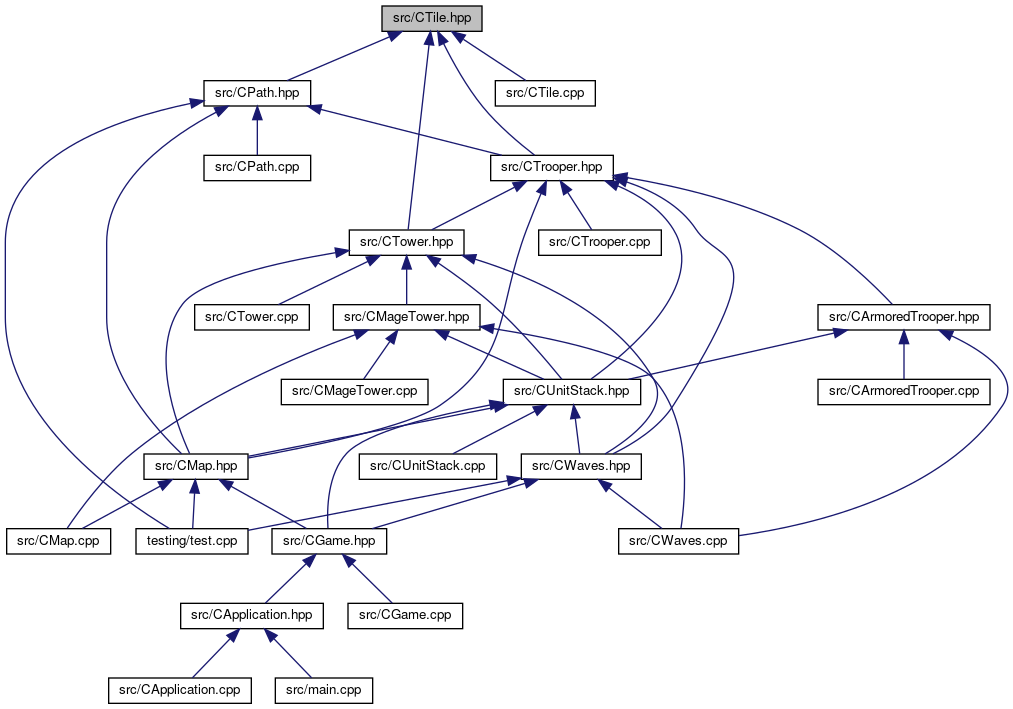 src/CTile.hpp
src/CPath.hpp
src/CTile.cpp
src/CPath.cpp
src/CTrooper.hpp
src/CTower.hpp
src/CTrooper.cpp
src/CTower.cpp
src/CMageTower.hpp
src/CArmoredTrooper.hpp
src/CMageTower.cpp
src/CUnitStack.hpp
src/CArmoredTrooper.cpp
src/CMap.hpp
src/CUnitStack.cpp
src/CWaves.hpp
src/CMap.cpp
testing/test.cpp
src/CGame.hpp
src/CWaves.cpp
src/CApplication.hpp
src/CGame.cpp
src/CApplication.cpp
src/main.cpp